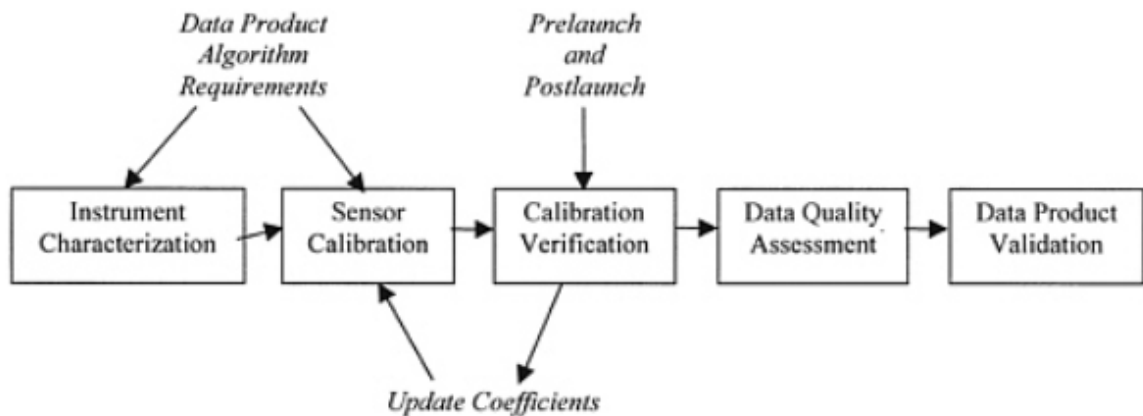 Data Product
Algorithm
Requirements
Prelaunch
and
Postlaunch
Instrument
Characterization
Sensor
Calibration
Calibration
Verification
Data Quality
Assessment
Data Product
Validation
Update Coefficients